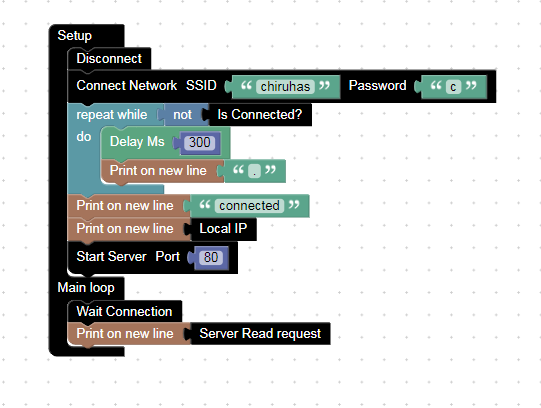 Setup
Disconnect
Connect Network SSID “ chiruhas ” Password “ c ”
repeat while not Is Connected?
do Delay Ms 300
Print on new line “ . ”
Print on new line “ connected ”
Print on new line Local IP
Start Server Port 80
Main loop
Wait Connection
Print on new line Server Read request